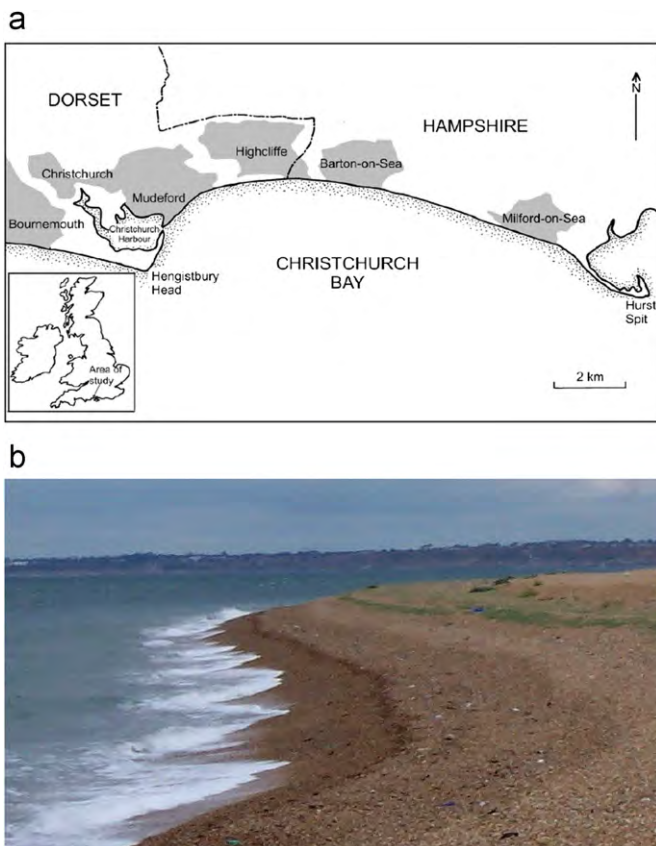 a
DORSET
N
HAMPSHIRE
Highcliffe
Barton-on-Sea
Christchurch
Mudeford
Milford-on-Sea
Bournemouth
Christchurch
Harbour
Hengistbury
Head
CHRISTCHURCH
BAY
Hurst
Spit
Area of
study
2 km
b